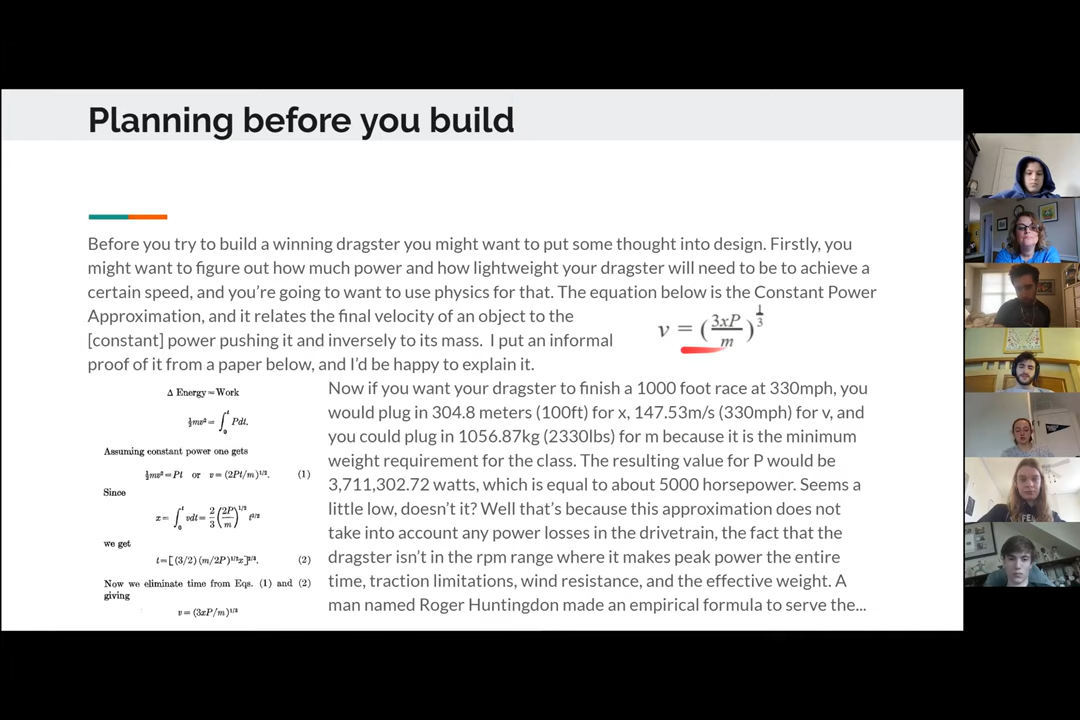 Planning before you build
Before you try to build a winning dragster you might want to put some thought into design. Firstly, you
might want to figure out how much power and how lightweight your dragster will need to be to achieve a
certain speed, and you're going to want to use physics for that. The equation below is the Constant Power
Approximation, and it relates the final velocity of an object to the
[constant] power pushing it and inversely to its mass. I put an informal
proof of it from a paper below, and I'd be happy to explain it.
v = (3xP/m)^1/3
Δ Energy=Work
½mv²=∫₀ᵗ Pdt.
Assuming constant power one gets
½mv²=Pt or v=(2Pt/m)^1/2. (1)
Since
x=∫₀ᵗ vdt=2/3(2P/m)^1/2 t^3/2
we get
t=[(3/2)(m/2P)^1/2x]^2/3. (2)
Now we eliminate time from Eqs. (1) and (2)
giving
v=(3xP/m)^1/3
Now if you want your dragster to finish a 1000 foot race at 330mph, you
would plug in 304.8 meters (100ft) for x, 147.53m/s (330mph) for v, and
you could plug in 1056.87kg (2330lbs) for m because it is the minimum
weight requirement for the class. The resulting value for P would be
3,711,302.72 watts, which is equal to about 5000 horsepower. Seems a
little low, doesn't it? Well that's because this approximation does not
take into account any power losses in the drivetrain, the fact that the
dragster isn't in the rpm range where it makes peak power the entire
time, traction limitations, wind resistance, and the effective weight. A
man named Roger Huntingdon made an empirical formula to serve the...